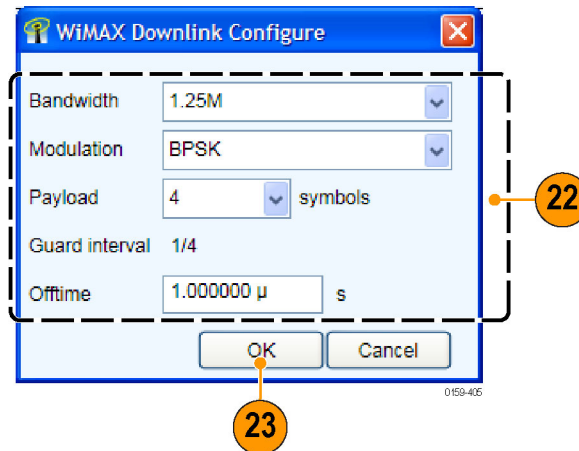 WiMAX Downlink Configure
Bandwidth 1.25M
Modulation BPSK
Payload 4 symbols
22
Guard interval 1/4
Offtime 1.000000 µ s
OK Cancel
0159-405
23